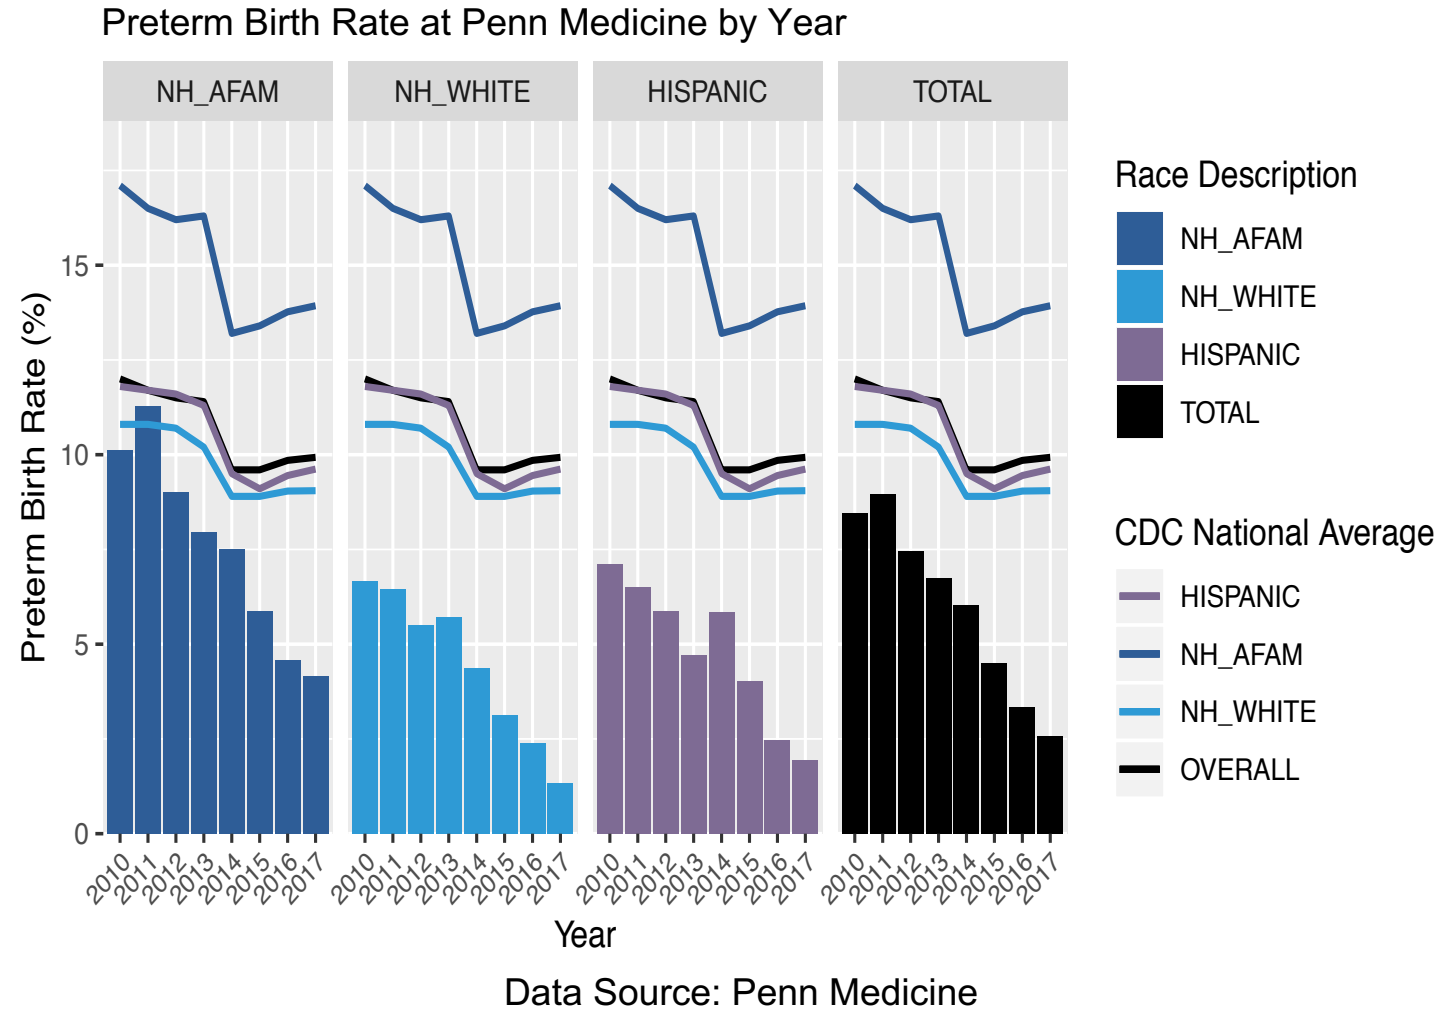 Preterm Birth Rate at Penn Medicine by Year
NH_AFAM
NH_WHITE
HISPANIC
TOTAL
Preterm Birth Rate (%)
15
10
5
0
2010
2011
2012
2013
2014
2015
2016
2017
2010
2011
2012
2013
2014
2015
2016
2017
2010
2011
2012
2013
2014
2015
2016
2017
2010
2011
2012
2013
2014
2015
2016
2017
Year
Data Source: Penn Medicine
Race Description
NH_AFAM
NH_WHITE
HISPANIC
TOTAL
CDC National Average
HISPANIC
NH_AFAM
NH_WHITE
OVERALL